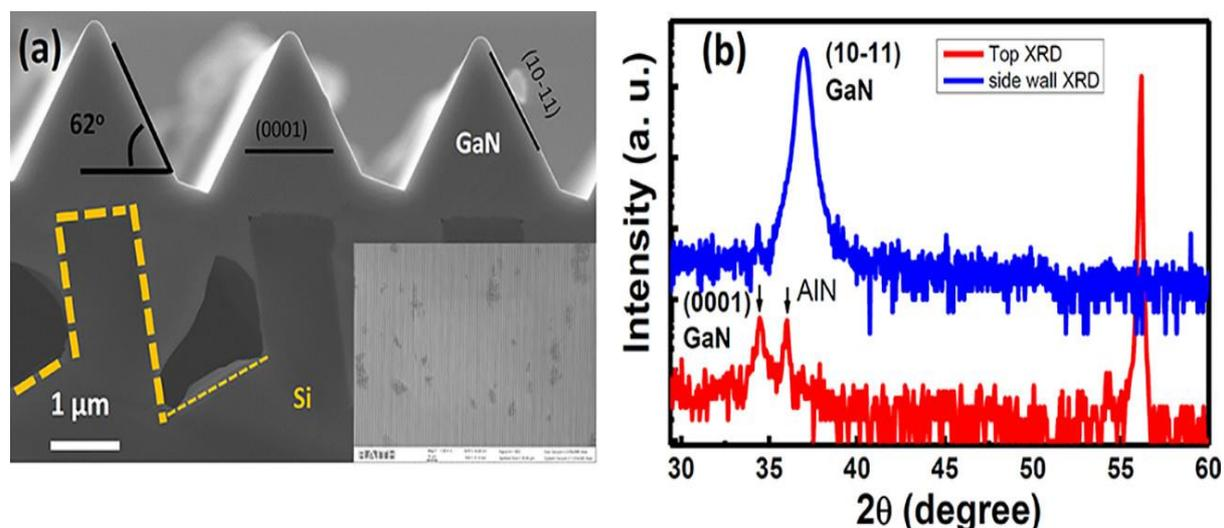 (a)
62º
(0001)
(10-11)
GaN
Si
1 µm
(b)
(10-11)
GaN
Top XRD
side wall XRD
(0001)
GaN
AlN
Intensity (a. u.)
30 35 40 45 50 55 60
2θ (degree)